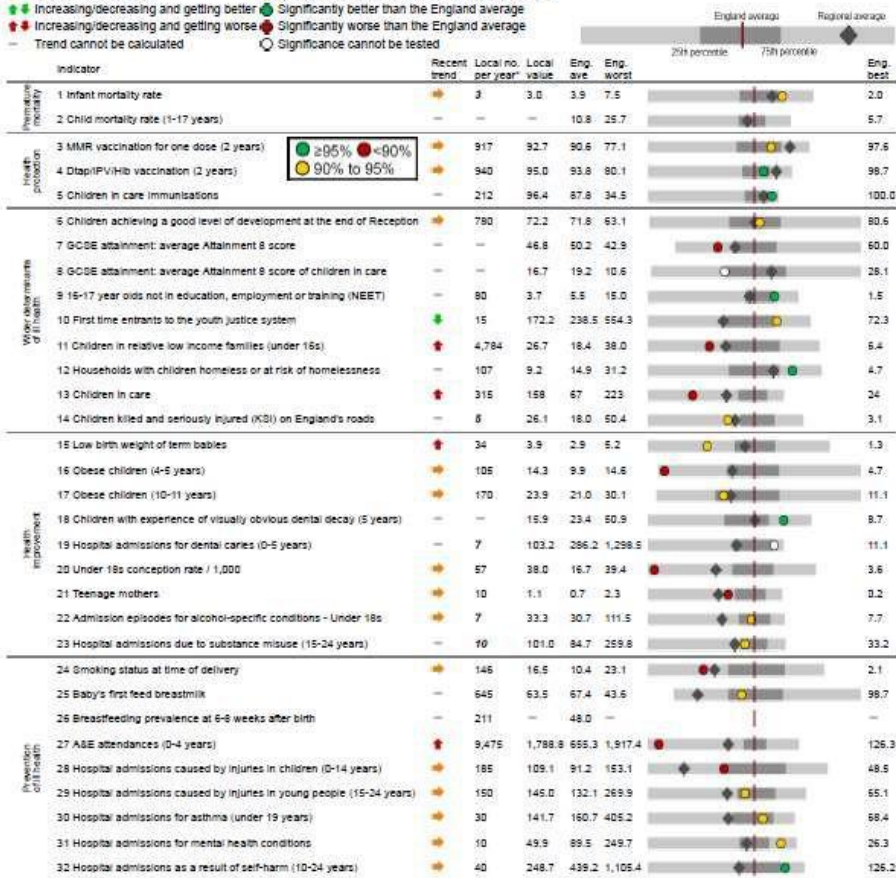 Increasing/decreasing and getting better Significantly better than the England average
Increasing/decreasing and getting worse Significantly worse than the England average
– Trend cannot be calculated Significance cannot be tested
England average Regional average
25th percentile 75th percentile
Indicator Recent trend Local no. per year* Local value Eng. ave Eng. worst Eng. best
Premature mortality
1 Infant mortality rate 3 3.0 3.9 7.5 2.0
2 Child mortality rate (1-17 years) – – – 10.8 25.7 5.7
Health protection
3 MMR vaccination for one dose (2 years) 917 92.7 90.6 77.1 97.6
≥95% <90%
90% to 95%
4 Dtap/IPV/Hib vaccination (2 years) 940 95.0 93.8 80.1 98.7
5 Children in care immunisations – 212 96.4 87.8 34.5 100.0
Wider determinants of ill health
6 Children achieving a good level of development at the end of Reception 780 72.2 71.8 63.1 80.6
7 GCSE attainment: average Attainment 8 score – – 46.8 50.2 42.9 60.0
8 GCSE attainment: average Attainment 8 score of children in care – – 16.7 19.2 10.6 28.1
9 16-17 year olds not in education, employment or training (NEET) – 80 3.7 5.5 15.0 1.5
10 First time entrants to the youth justice system 15 172.2 238.5 554.3 72.3
11 Children in relative low income families (under 16s) 4,784 26.7 18.4 38.0 6.4
12 Households with children homeless or at risk of homelessness – 107 9.2 14.9 31.2 4.7
13 Children in care 315 158 67 223 24
14 Children killed and seriously injured (KSI) on England's roads – 5 26.1 18.0 50.4 3.1
Health improvement
15 Low birth weight of term babies 34 3.9 2.9 5.2 1.3
16 Obese children (4-5 years) 105 14.3 9.9 14.6 4.7
17 Obese children (10-11 years) 170 23.9 21.0 30.1 11.1
18 Children with experience of visually obvious dental decay (5 years) – – 15.9 23.4 50.9 8.7
19 Hospital admissions for dental caries (0-5 years) – 7 103.2 286.2 1,298.5 11.1
20 Under 18s conception rate / 1,000 57 38.0 16.7 39.4 3.6
21 Teenage mothers 10 1.1 0.7 2.3 0.2
22 Admission episodes for alcohol-specific conditions - Under 18s 7 33.3 30.7 111.5 7.7
23 Hospital admissions due to substance misuse (15-24 years) – 10 101.0 84.7 259.8 33.2
Prevention of ill health
24 Smoking status at time of delivery 146 16.5 10.4 23.1 2.1
25 Baby's first feed breastmilk – 645 63.5 67.4 43.6 98.7
26 Breastfeeding prevalence at 6-8 weeks after birth – 211 – 48.0 – –
27 A&E attendances (0-4 years) 9,475 1,788.8 655.3 1,917.4 126.3
28 Hospital admissions caused by injuries in children (0-14 years) 185 109.1 91.2 153.1 48.5
29 Hospital admissions caused by injuries in young people (15-24 years) 150 145.0 132.1 269.9 65.1
30 Hospital admissions for asthma (under 19 years) 30 141.7 160.7 405.2 68.4
31 Hospital admissions for mental health conditions 10 49.9 89.5 249.7 26.3
32 Hospital admissions as a result of self-harm (10-24 years) 40 248.7 439.2 1,105.4 126.2